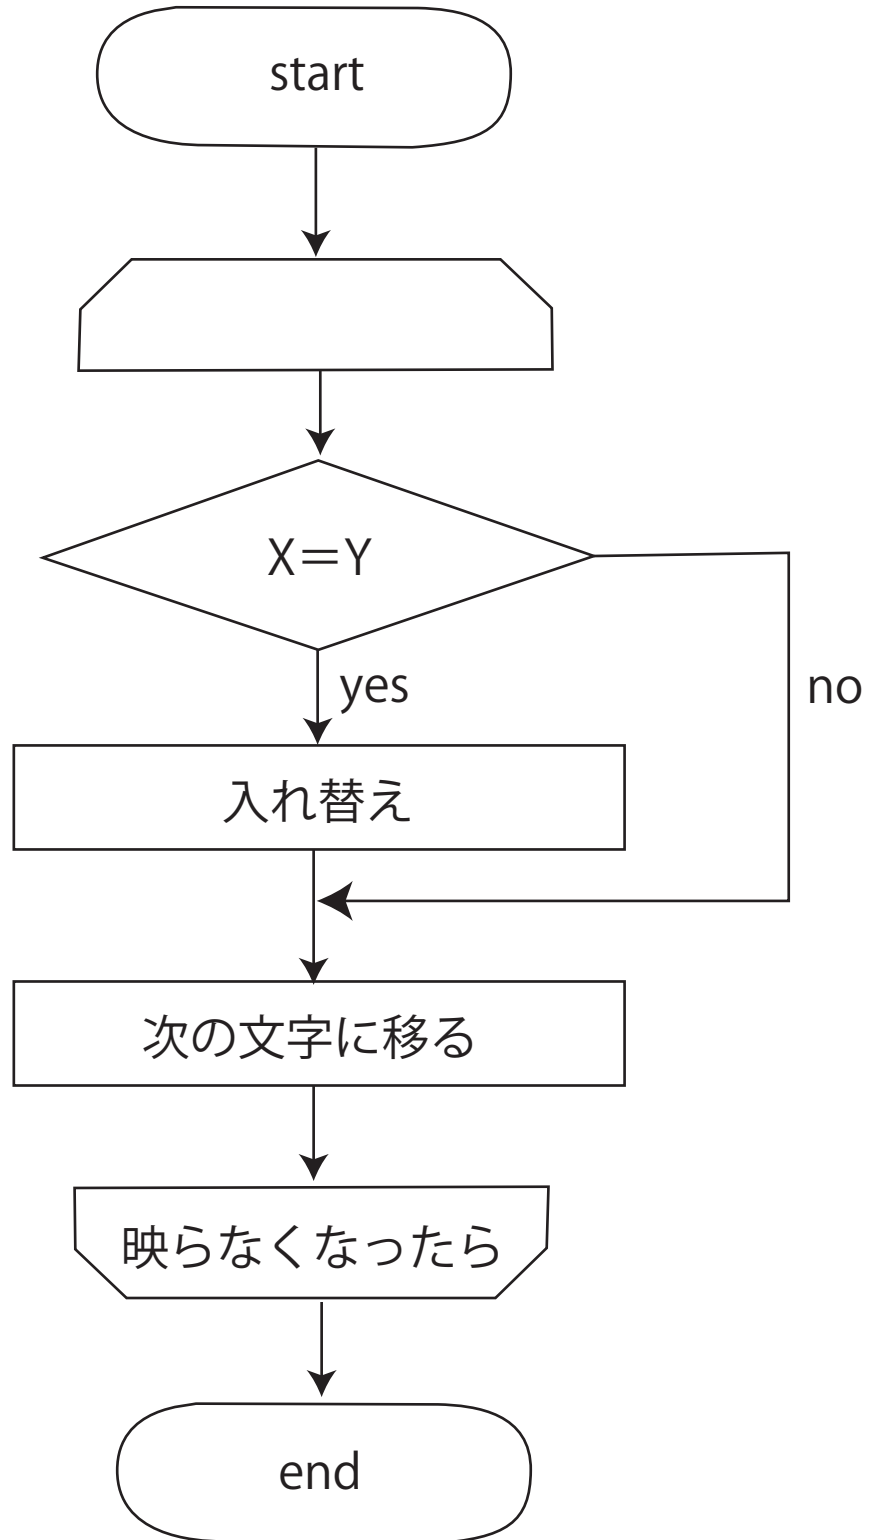 start
X＝Y
yes
no
入れ替え
次の文字に移る
映らなくなったら
end